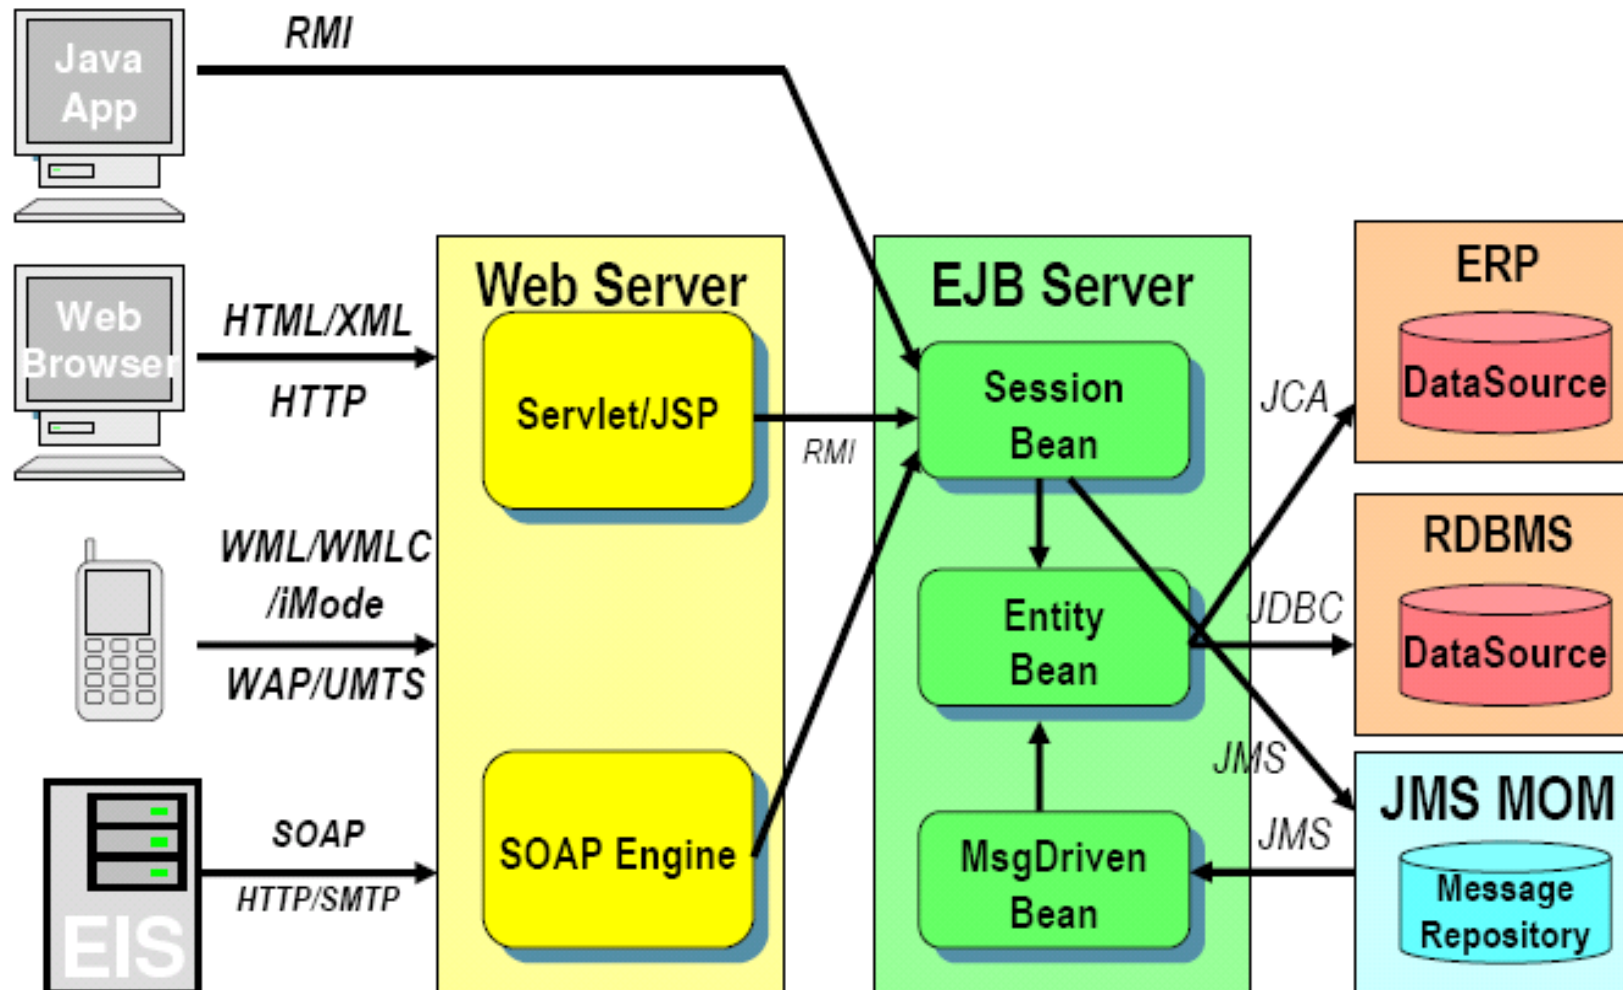 Java
App
RMI
Web
Browser
HTML/XML
HTTP
WML/WMLC
/iMode
WAP/UMTS
EIS
SOAP
HTTP/SMTP
Web Server
Servlet/JSP
SOAP Engine
RMI
EJB Server
Session
Bean
Entity
Bean
MsgDriven
Bean
JCA
JDBC
JMS
JMS
ERP
DataSource
RDBMS
DataSource
JMS MOM
Message
Repository